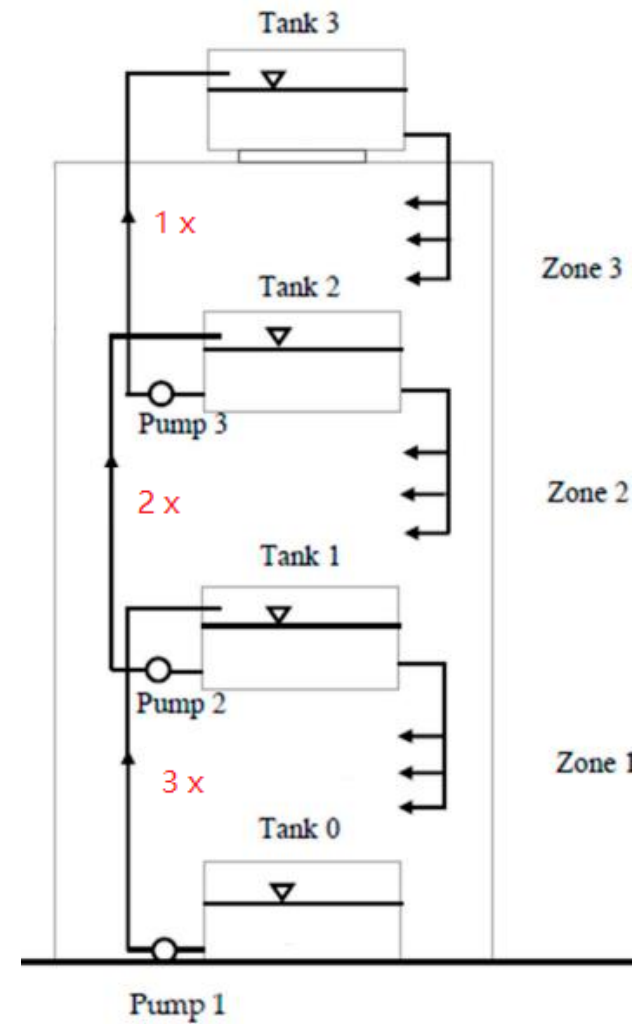 Tank 3
1 x
Zone 3
Tank 2
Pump 3
Zone 2
2 x
Tank 1
Pump 2
Zone 1
3 x
Tank 0
Pump 1